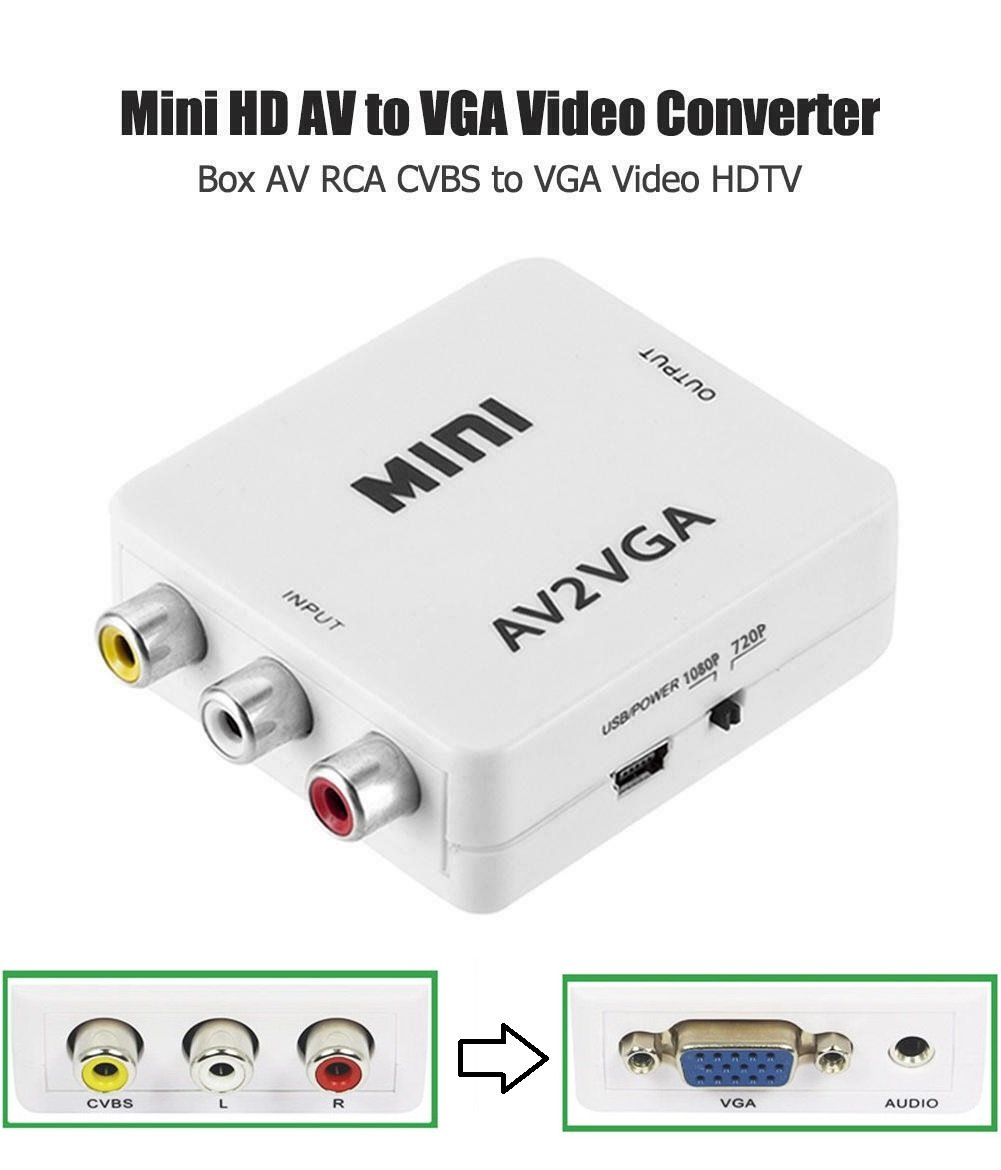 Mini HD AV to VGA Video Converter
Box AV RCA CVBS to VGA Video HDTV
OUTPUT
MINI
AV2VGA
INPUT
USB/POWER 1080P 720P
CVBS L R
VGA AUDIO